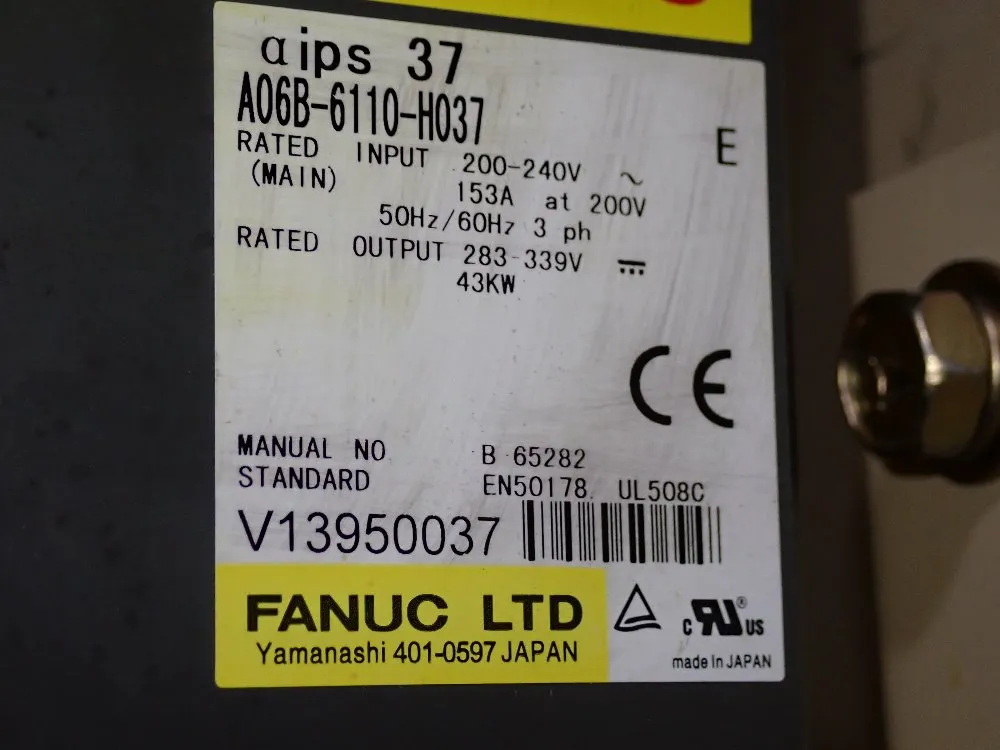 αips 37
A06B-6110-H037
E
RATED INPUT 200-240V ~
(MAIN) 153A at 200V
50Hz/60Hz 3 ph
RATED OUTPUT 283-339V ⎓
43KW
CE
MANUAL NO B-65282
STANDARD EN50178, UL508C
V13950037
FANUC LTD
Yamanashi 401-0597 JAPAN
c RU ® US
made in JAPAN